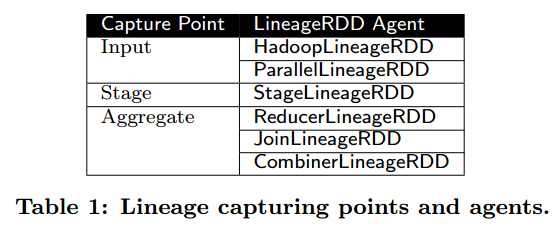 Capture Point LineageRDD Agent
Input HadoopLineageRDD
ParallelLineageRDD
Stage StageLineageRDD
Aggregate ReducerLineageRDD
JoinLineageRDD
CombinerLineageRDD
Table 1: Lineage capturing points and agents.